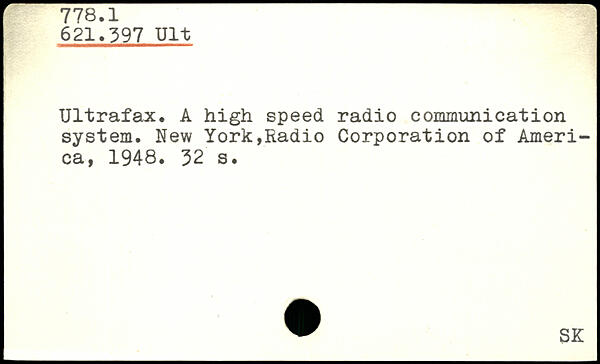 778.1
621.397 Ult
Ultrafax. A high speed radio communication
system. New York,Radio Corporation of Ameri-
ca, 1948. 32 s.
SK